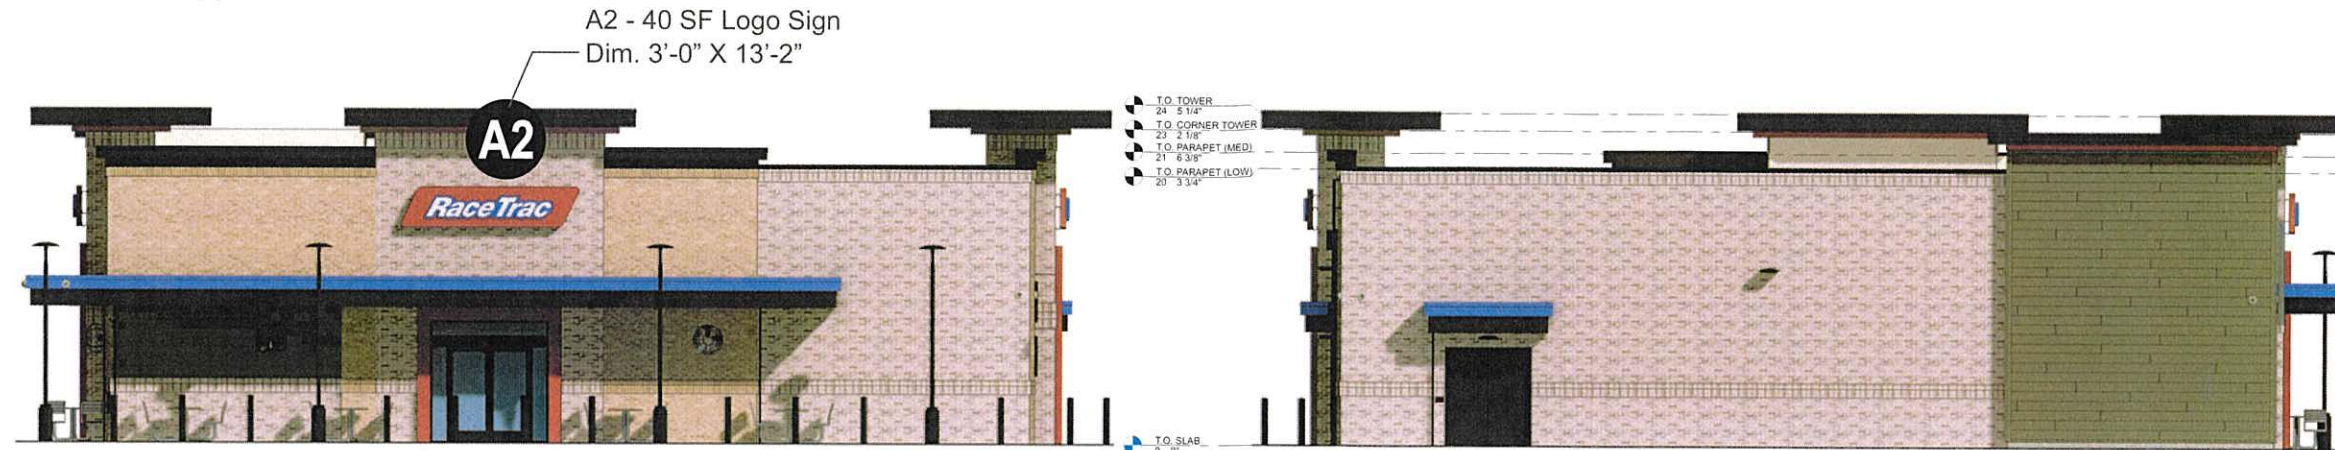 A2 - 40 SF Logo Sign
Dim. 3'-0” X 13'-2”
A2
RaceTrac
T.O. TOWER
24 5 1/4"
T.O. CORNER TOWER
23 2 1/8"
T.O. PARAPET (MED)
21 6 3/8"
T.O. PARAPET (LOW)
20 3 3/4"
T.O. SLAB